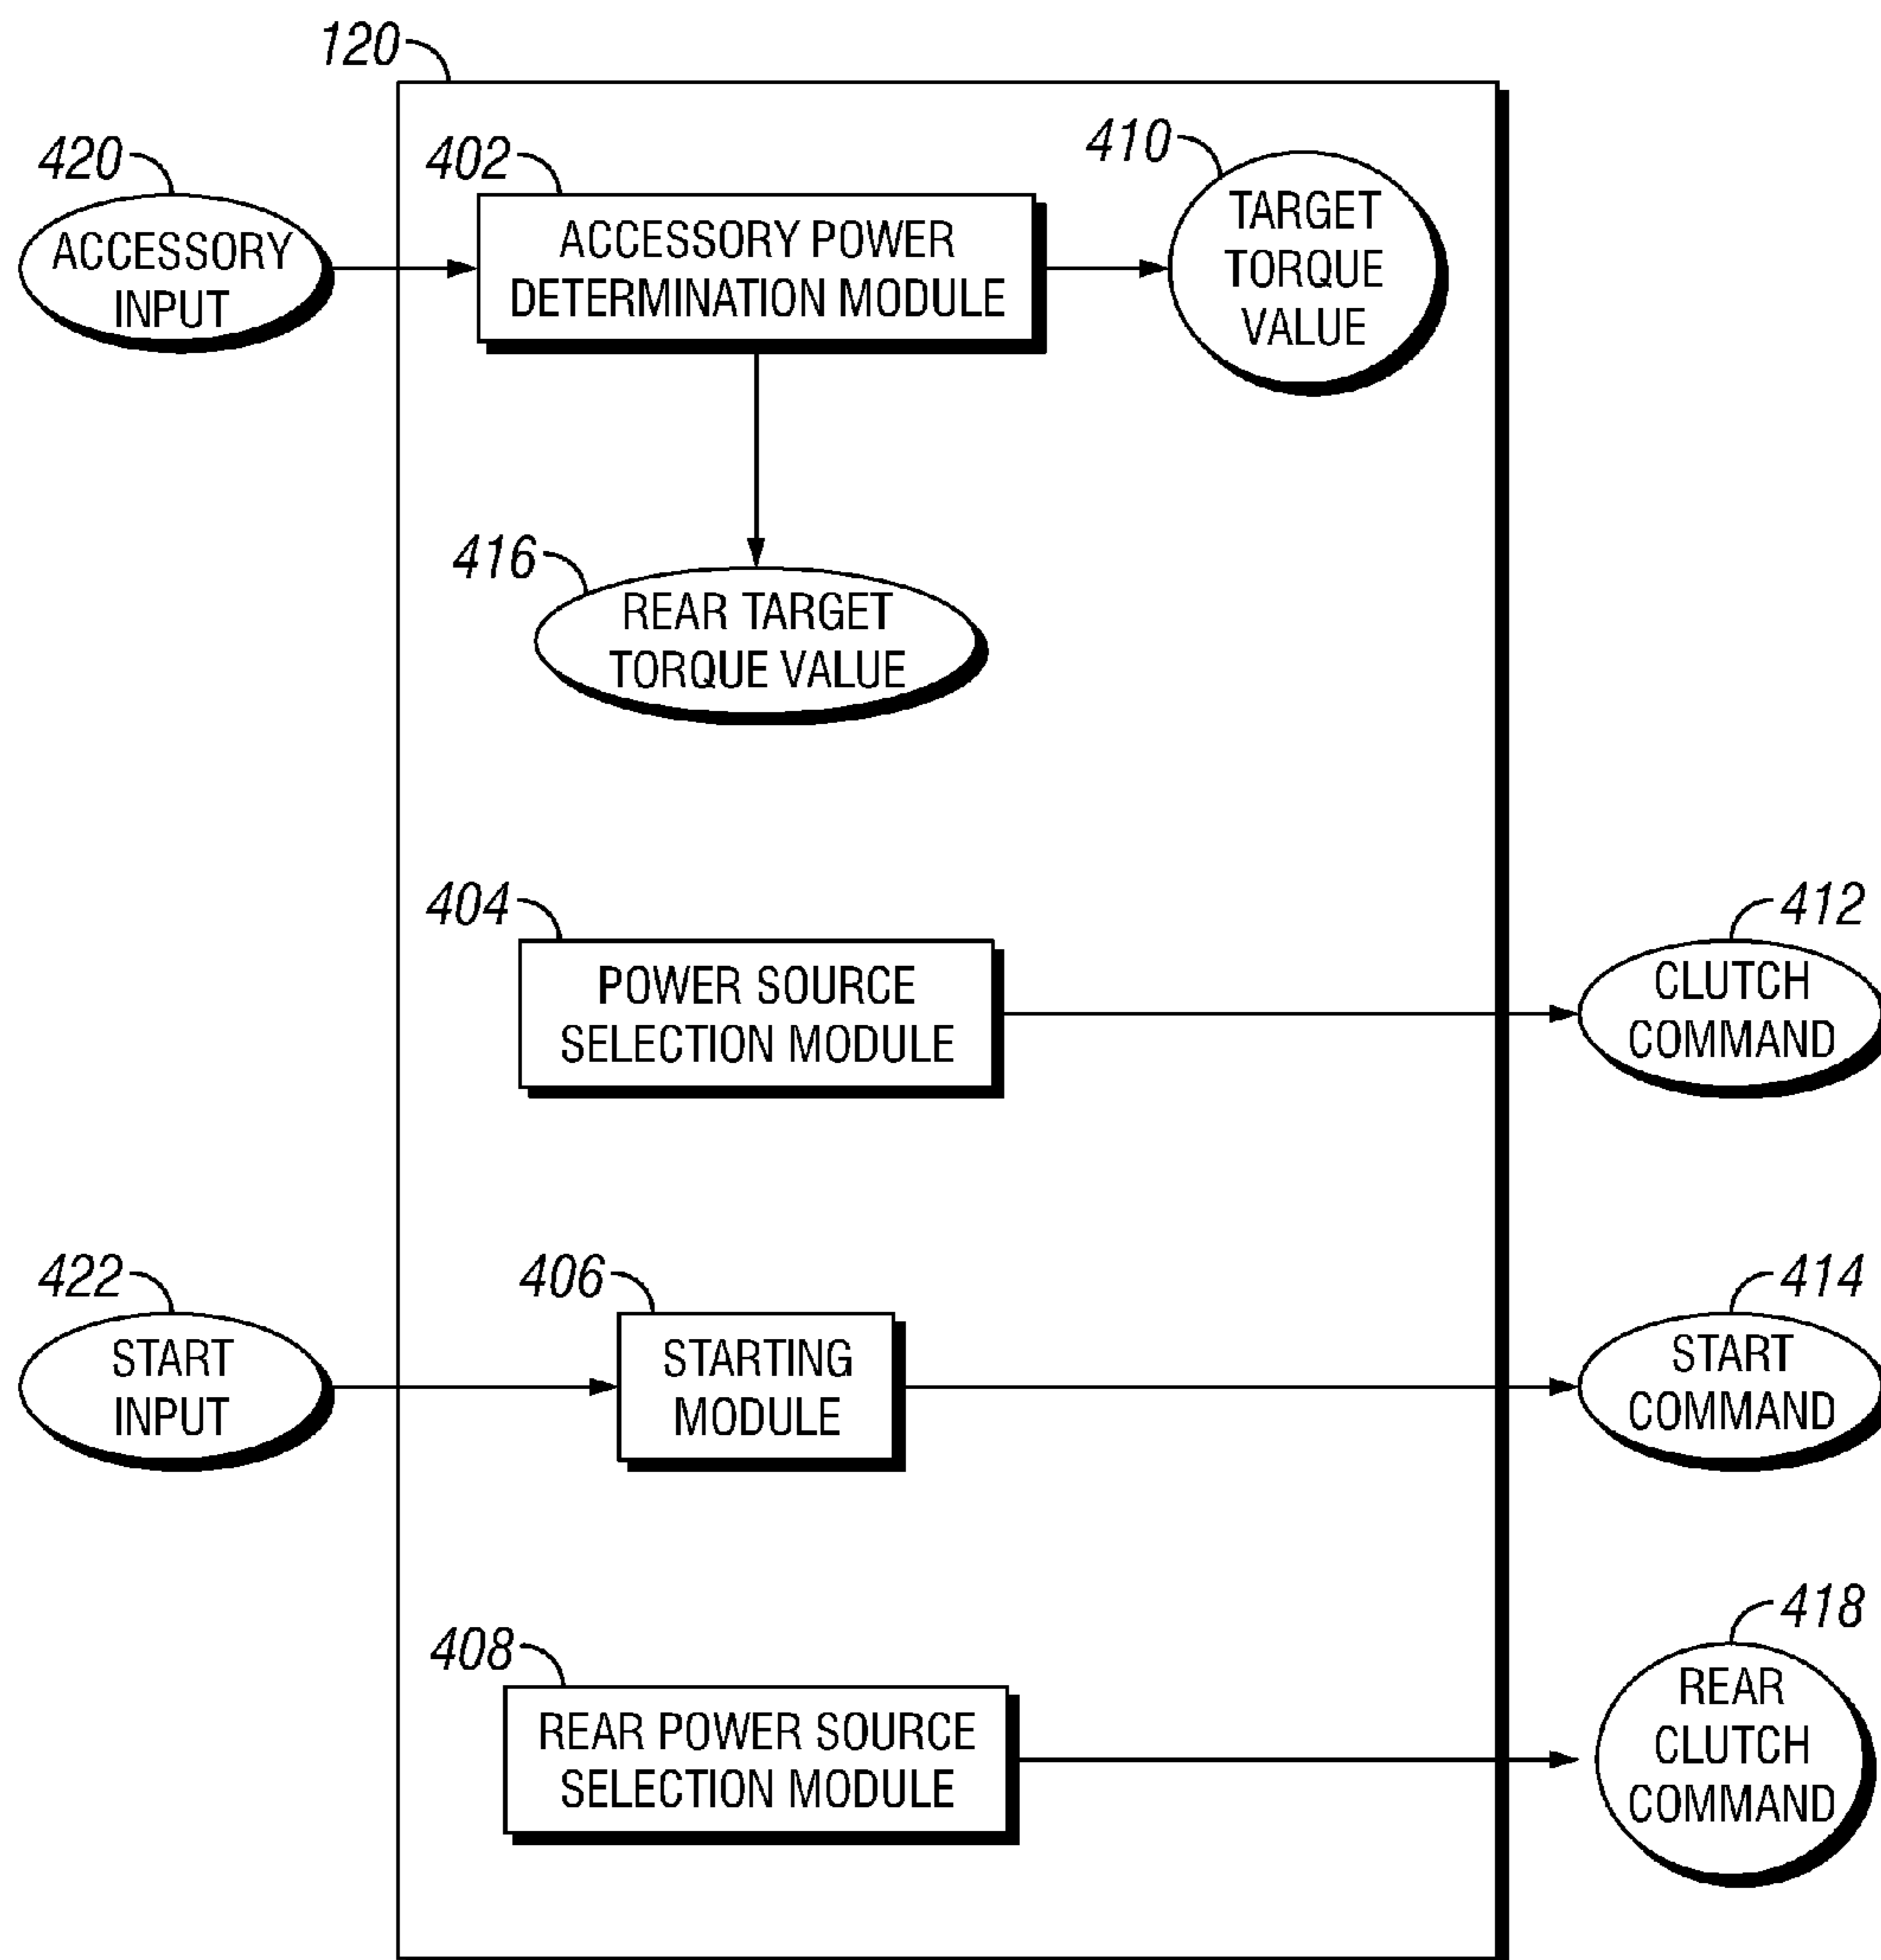 120
420
ACCESSORY
INPUT
402
ACCESSORY POWER
DETERMINATION MODULE
410
TARGET
TORQUE
VALUE
416
REAR TARGET
TORQUE VALUE
404
POWER SOURCE
SELECTION MODULE
412
CLUTCH
COMMAND
422
START
INPUT
406
STARTING
MODULE
414
START
COMMAND
408
REAR POWER SOURCE
SELECTION MODULE
418
REAR
CLUTCH
COMMAND